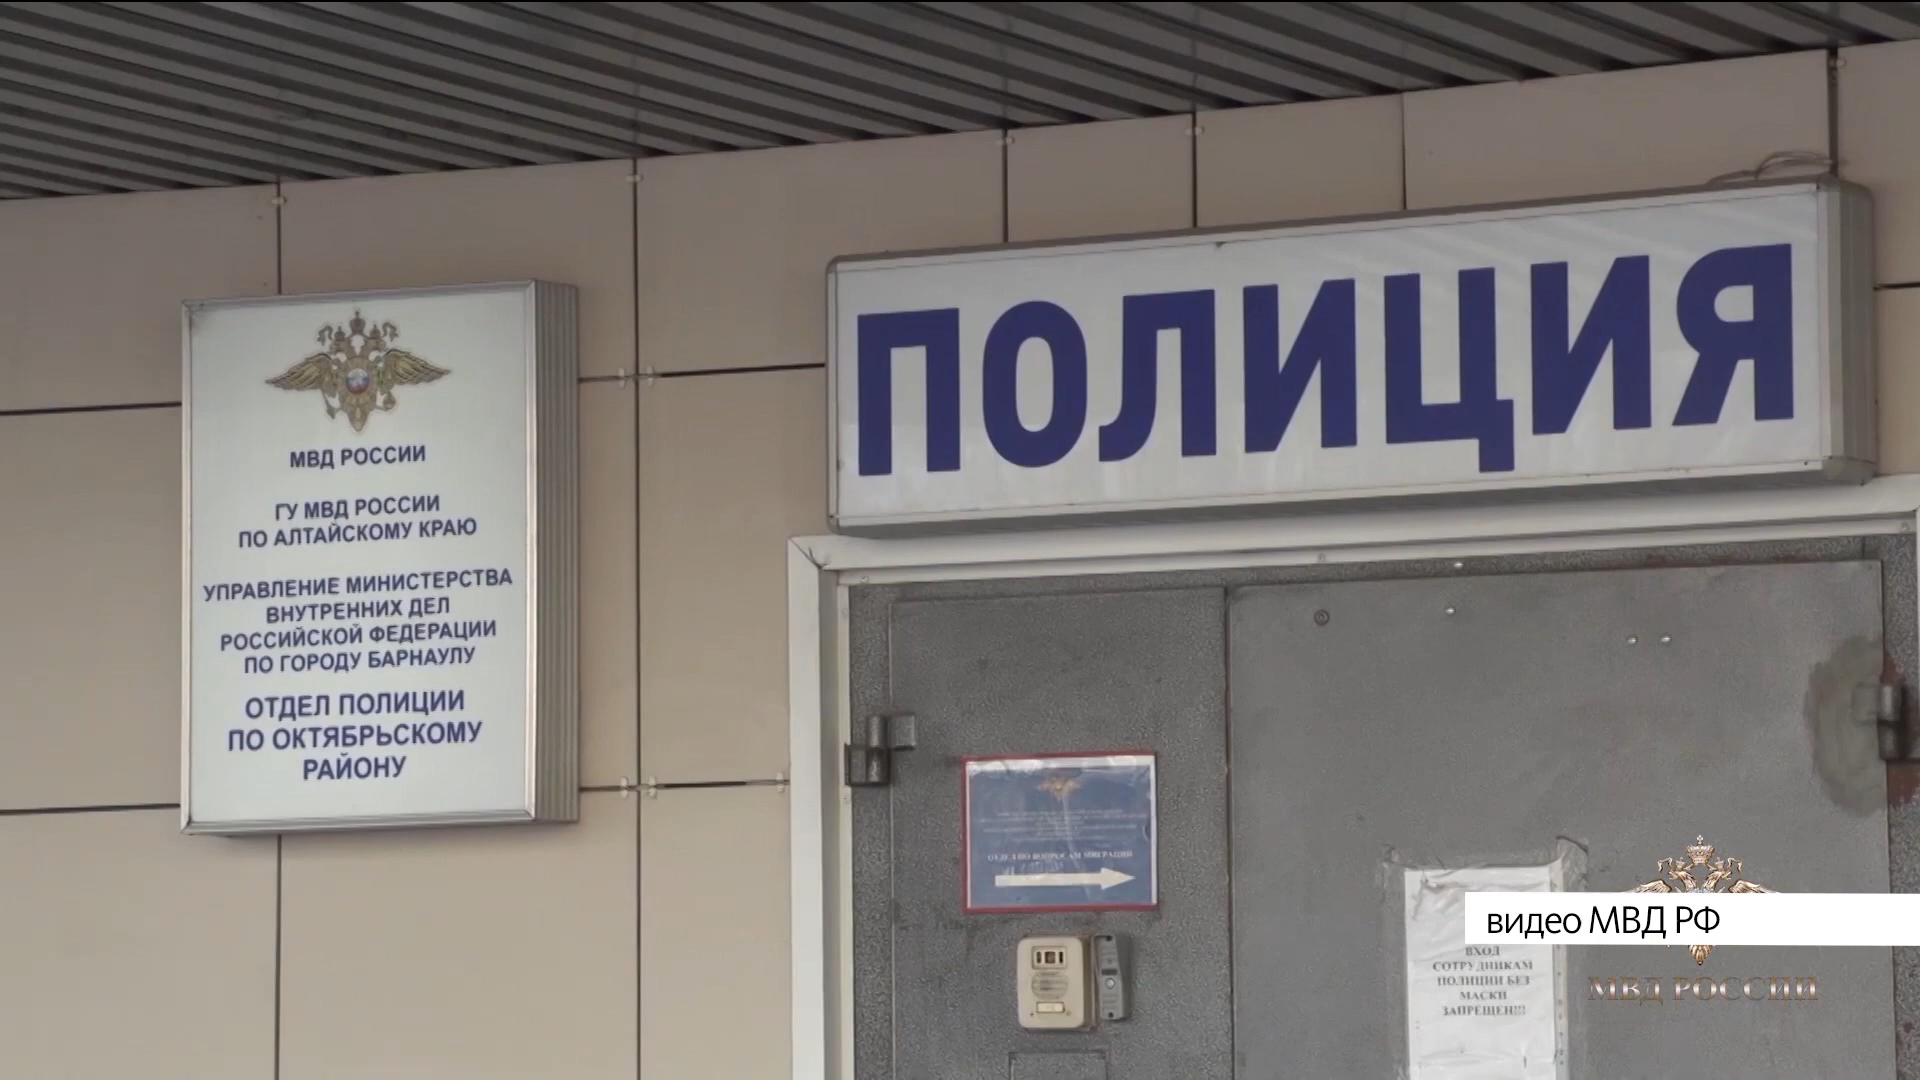 МВД РОССИИ
ГУ МВД РОССИИ
ПО АЛТАЙСКОМУ КРАЮ
УПРАВЛЕНИЕ МИНИСТЕРСТВА
ВНУТРЕННИХ ДЕЛ
РОССИЙСКОЙ ФЕДЕРАЦИИ
ПО ГОРОДУ БАРНАУЛУ
ОТДЕЛ ПОЛИЦИИ
ПО ОКТЯБРЬСКОМУ
РАЙОНУ
ПОЛИЦИЯ
ОТДЕЛ ПО ВОПРОСАМ МИГРАЦИИ
видео МВД РФ
ВХОД
СОТРУДНИКАМ
ПОЛИЦИИ БЕЗ
МАСКИ
ЗАПРЕЩЕН!!!
МВД РОССИИ